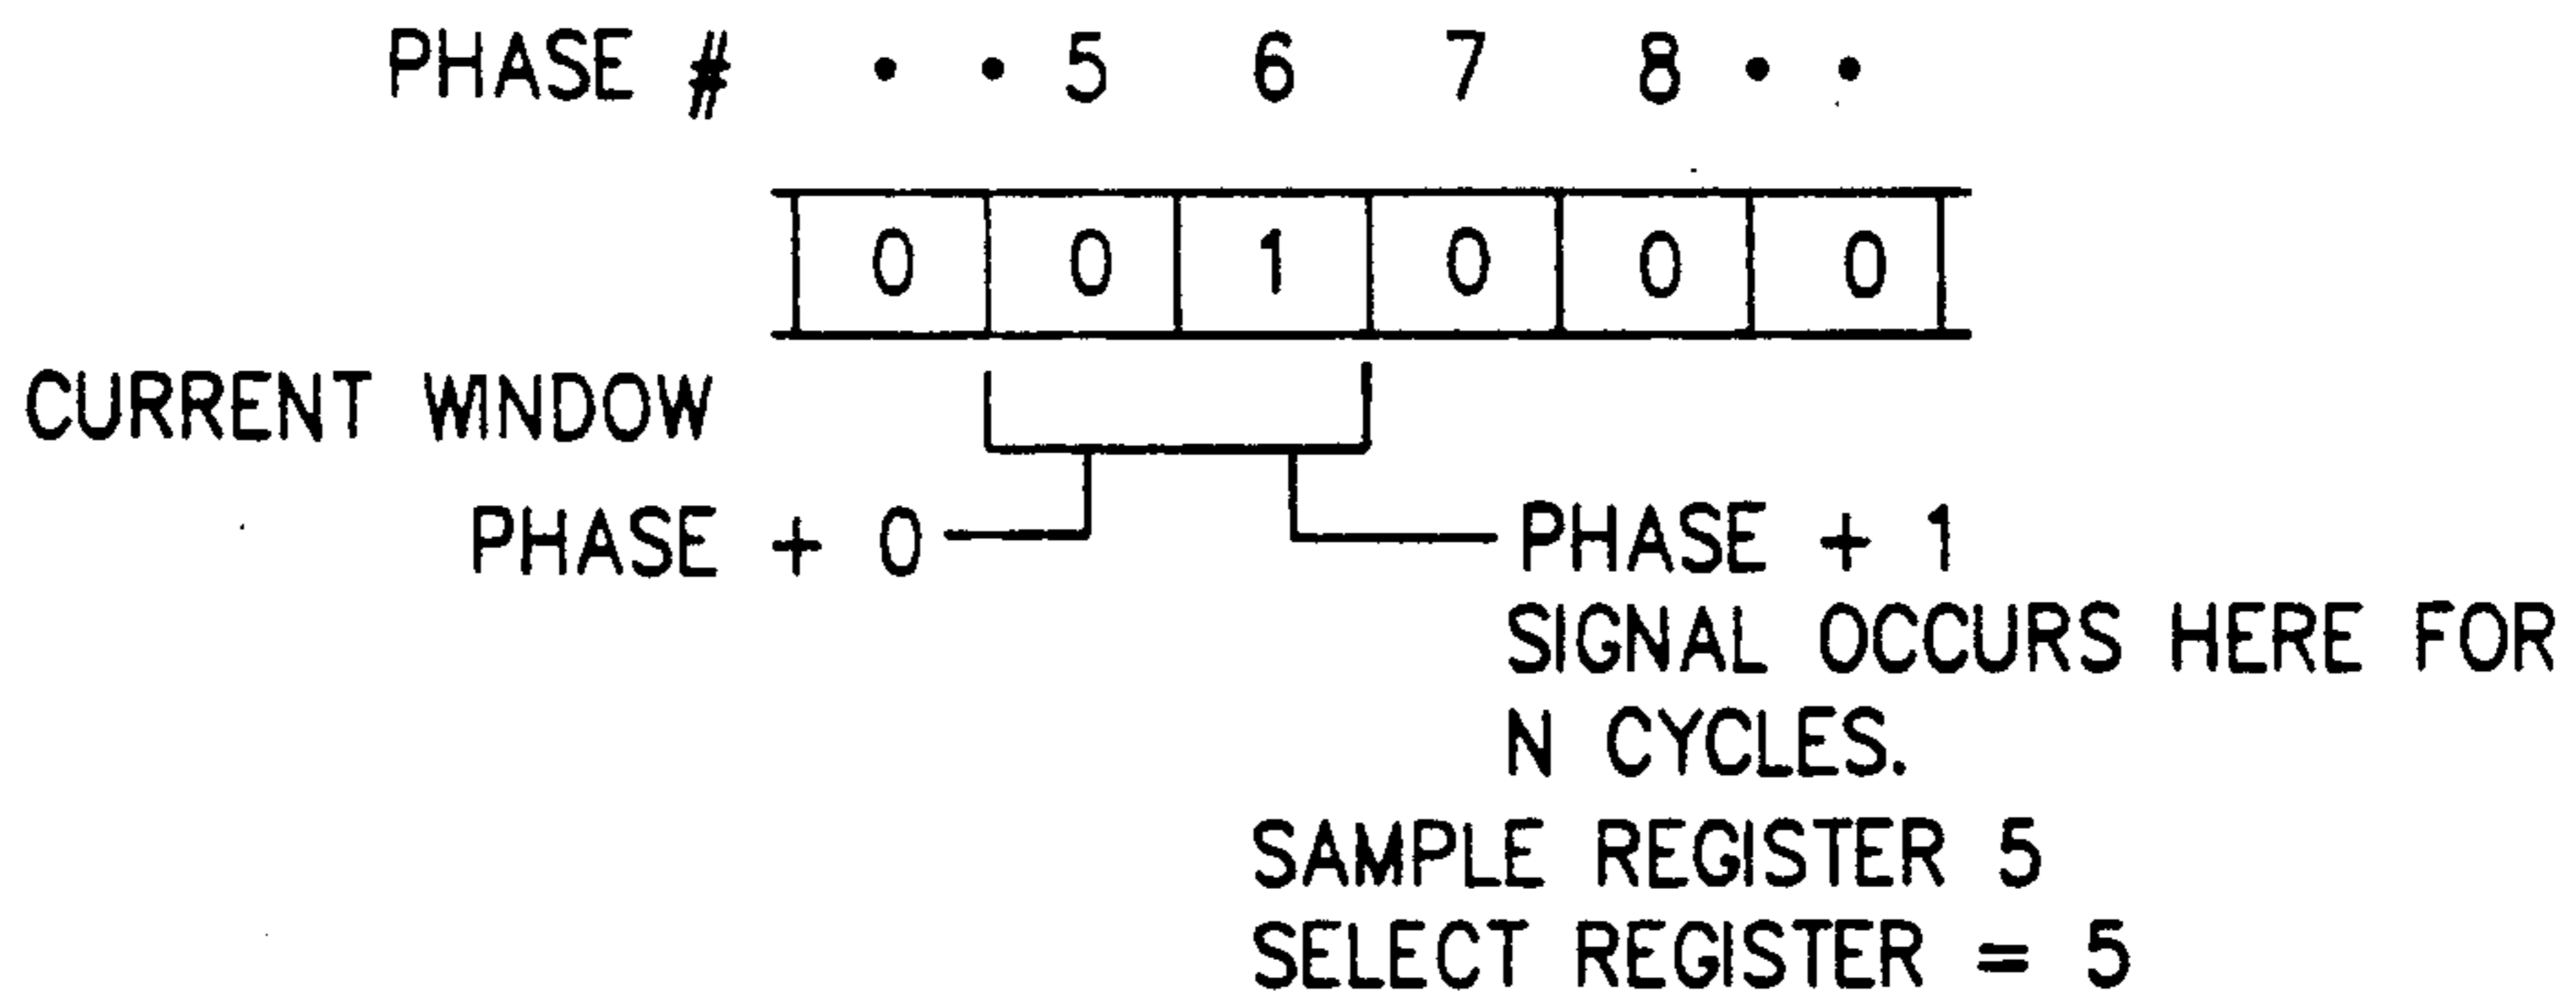 PHASE # • • 5 6 7 8 • •
0 0 1 0 0 0
CURRENT WINDOW
PHASE + 0
PHASE + 1
SIGNAL OCCURS HERE FOR
N CYCLES.
SAMPLE REGISTER 5
SELECT REGISTER = 5